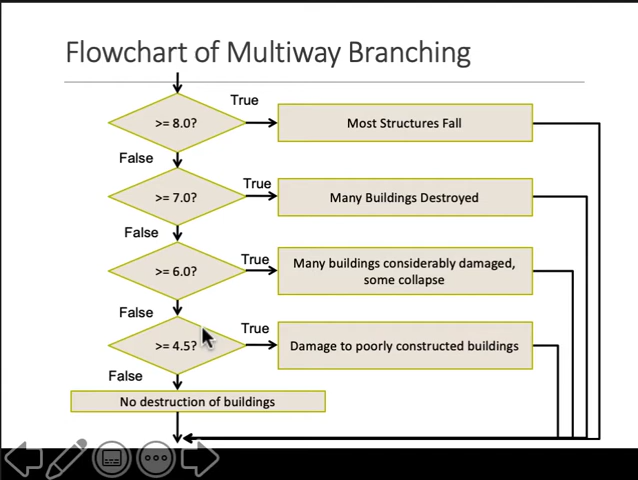 Flowchart of Multiway Branching
True
>= 8.0?
Most Structures Fall
False
True
>= 7.0?
Many Buildings Destroyed
False
True
>= 6.0?
Many buildings considerably damaged,
some collapse
False
True
>= 4.5?
Damage to poorly constructed buildings
False
No destruction of buildings